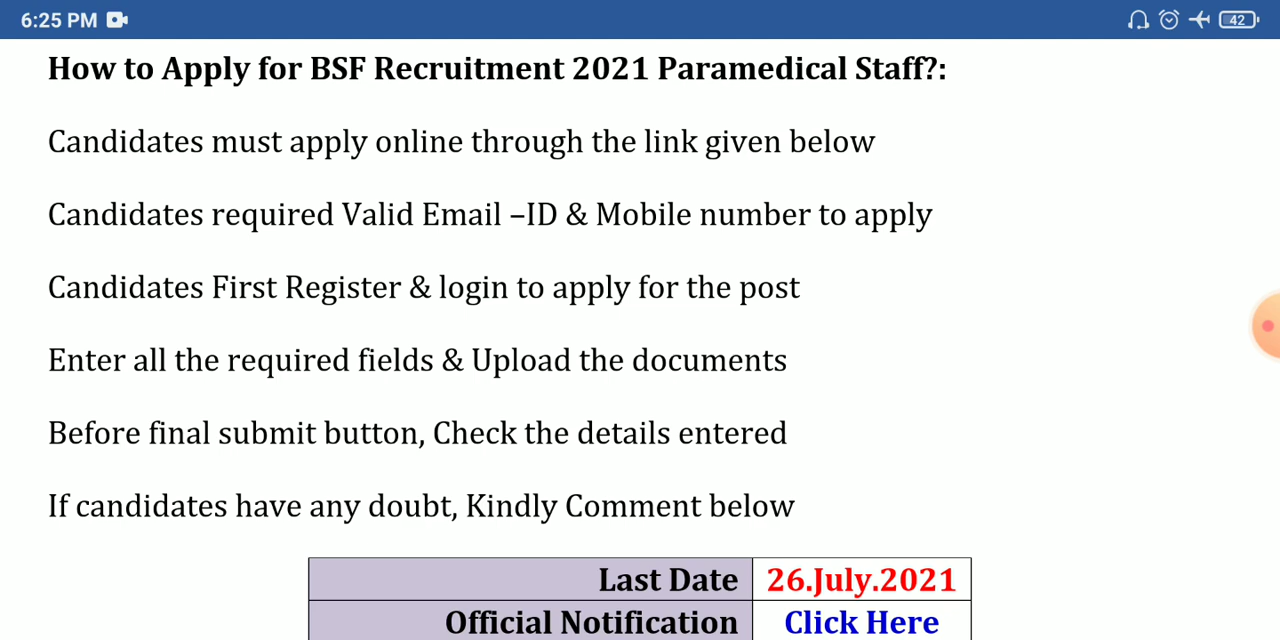 6:25 PM
42
How to Apply for BSF Recruitment 2021 Paramedical Staff?:
Candidates must apply online through the link given below
Candidates required Valid Email –ID & Mobile number to apply
Candidates First Register & login to apply for the post
Enter all the required fields & Upload the documents
Before final submit button, Check the details entered
If candidates have any doubt, Kindly Comment below
Last Date 26.July.2021
Official Notification Click Here